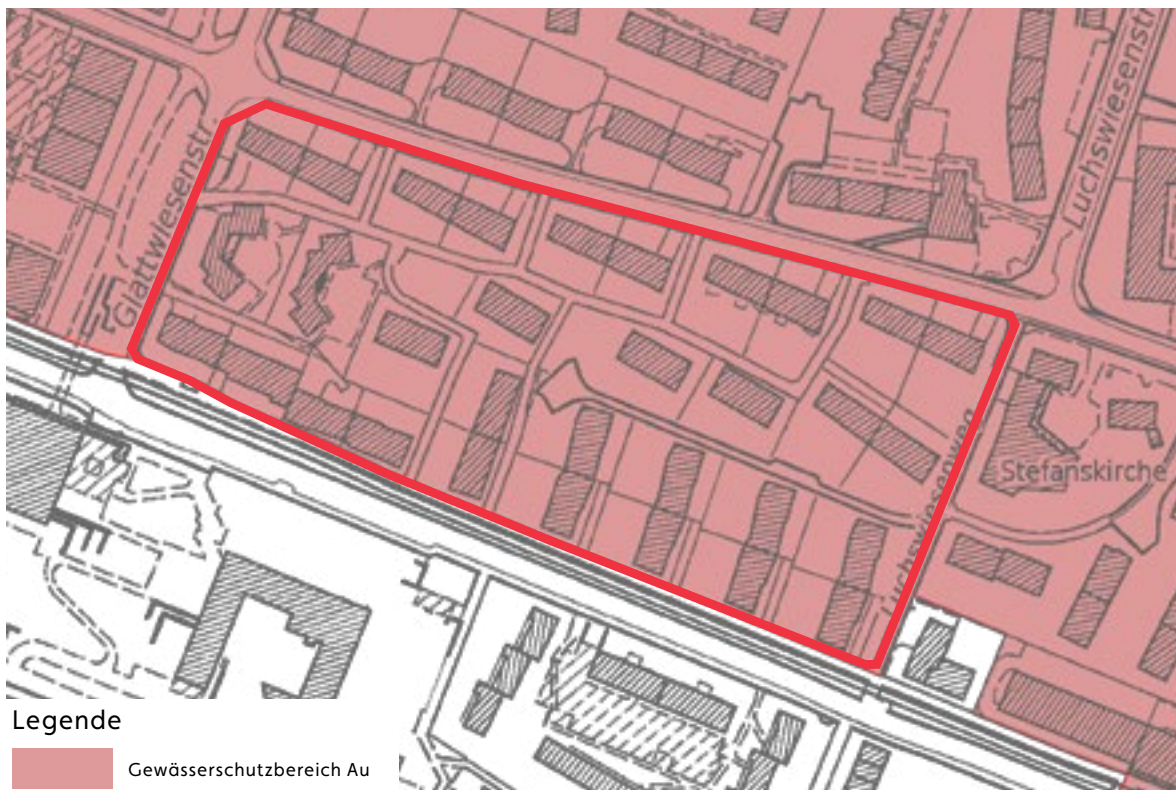 Luchswiesenstr
Glattwiesenstr.
Luchswiesenweg
Stefanskirche
Legende
Gewässerschutzbereich Au